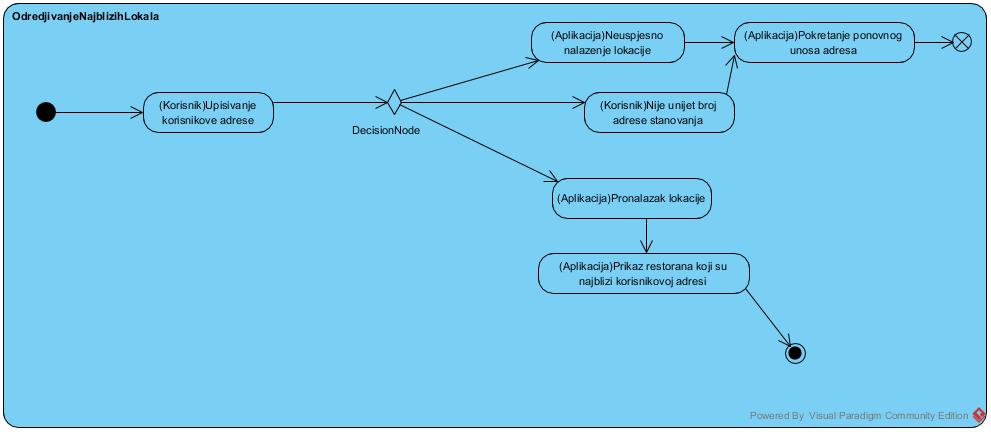 OdredjivanjeNajblizihLokala
(Aplikacija)Neuspjesno
nalazenje lokacije
(Aplikacija)Pokretanje ponovnog
unosa adresa
(Korisnik)Upisivanje
korisnikove adrese
DecisionNode
(Korisnik)Nije unijet broj
adrese stanovanja
(Aplikacija)Pronalazak lokacije
(Aplikacija)Prikaz restorana koji su
najblizi korisnikovoj adresi
Powered By Visual Paradigm Community Edition